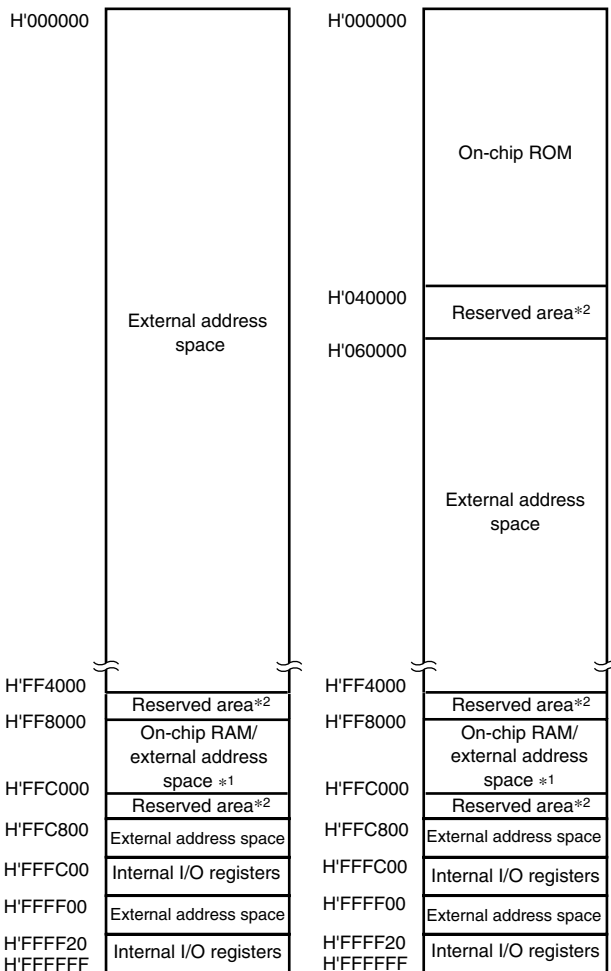 H'000000
External address
space
H'FF4000
Reserved area*2
H'FF8000
On-chip RAM/
external address
space *1
H'FFC000
Reserved area*2
H'FFC800
External address space
H'FFFC00
Internal I/O registers
H'FFFF00
External address space
H'FFFF20
Internal I/O registers
H'FFFFFF
H'000000
On-chip ROM
H'040000
Reserved area*2
H'060000
External address
space
H'FF4000
Reserved area*2
H'FF8000
On-chip RAM/
external address
space *1
H'FFC000
Reserved area*2
H'FFC800
External address space
H'FFFC00
Internal I/O registers
H'FFFF00
External address space
H'FFFF20
Internal I/O registers
H'FFFFFF